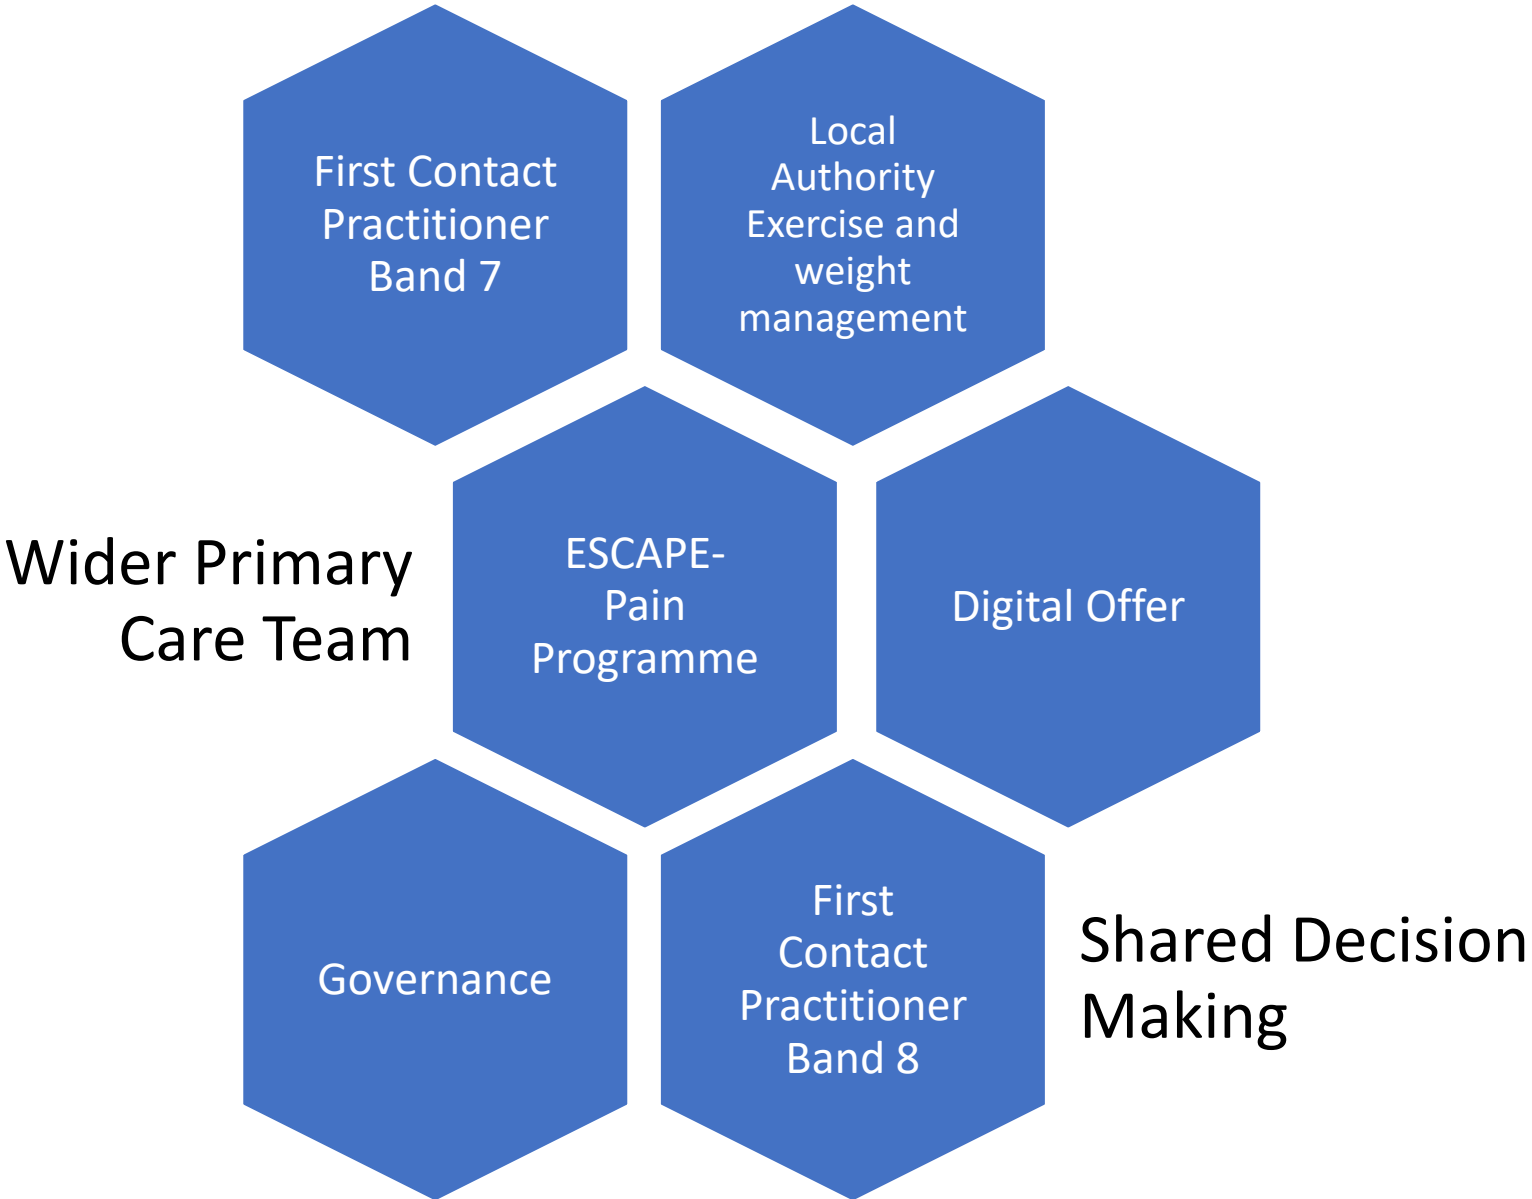 First Contact
Practitioner
Band 7
Local
Authority
Exercise and
weight
management
Wider Primary
Care Team
ESCAPE-
Pain
Programme
Digital Offer
Governance
First
Contact
Practitioner
Band 8
Shared Decision
Making